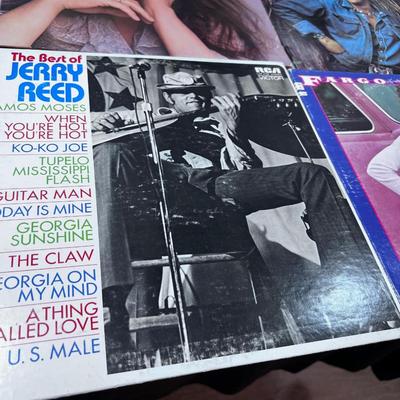 The Best of
JERRY
REED
AMOS MOSES
WHEN
YOU'RE HOT
YOU'RE HOT
KO-KO JOE
TUPELO
MISSISSIPPI
FLASH
GUITAR MAN
ODAY IS MINE
GEORGIA
SUNSHINE
THE CLAW
EORGIA ON
MY MIND
A THING
ALLED LOVE
U. S. MALE
RCA
VICTOR
FARGO